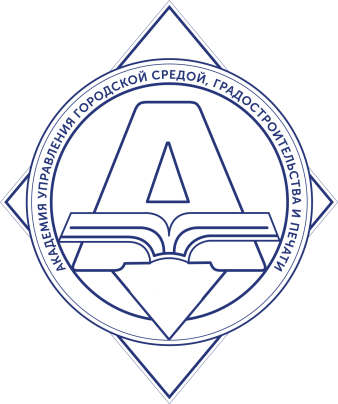 АКАДЕМИЯ УПРАВЛЕНИЯ ГОРОДСКОЙ СРЕДОЙ, ГРАДОСТРОИТЕЛЬСТВА И ПЕЧАТИ
А